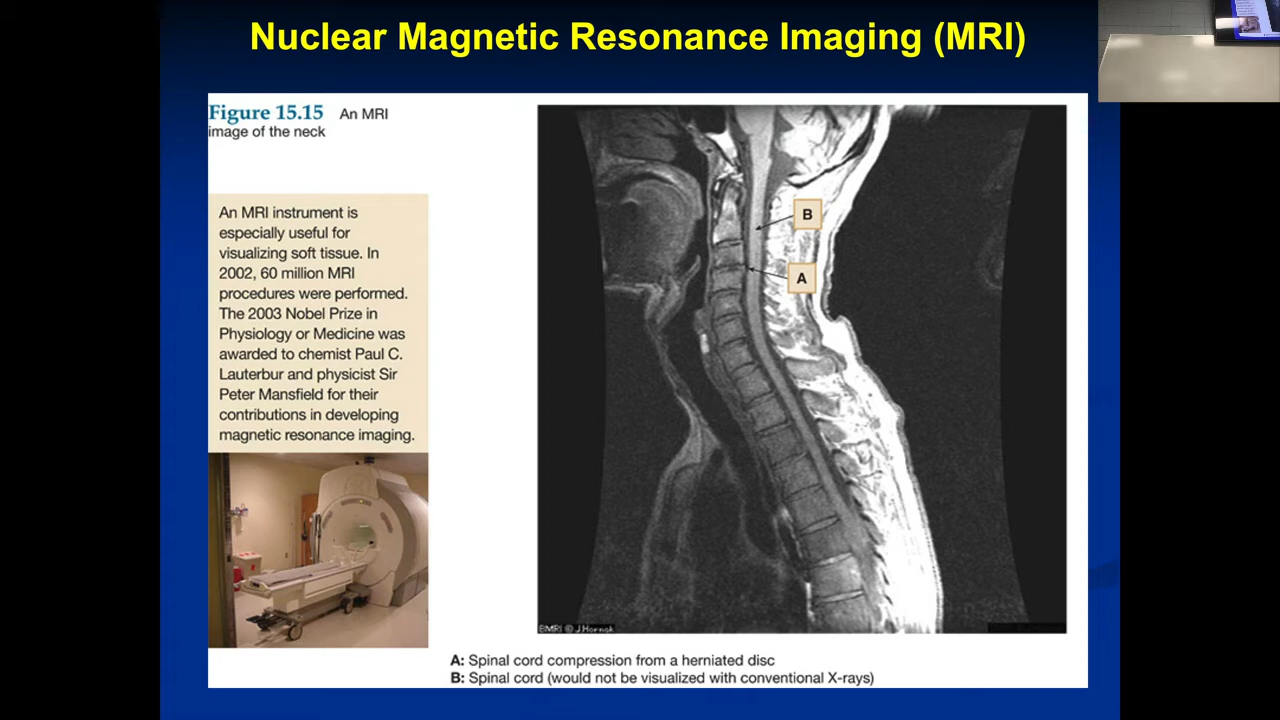 Nuclear Magnetic Resonance Imaging (MRI)
Figure 15.15 An MRI
image of the neck
An MRI instrument is
especially useful for
visualizing soft tissue. In
2002, 60 million MRI
procedures were performed.
The 2003 Nobel Prize in
Physiology or Medicine was
awarded to chemist Paul C.
Lauterbur and physicist Sir
Peter Mansfield for their
contributions in developing
magnetic resonance imaging.
B
A
BMRI © J.Hornak
A: Spinal cord compression from a herniated disc
B: Spinal cord (would not be visualized with conventional X-rays)